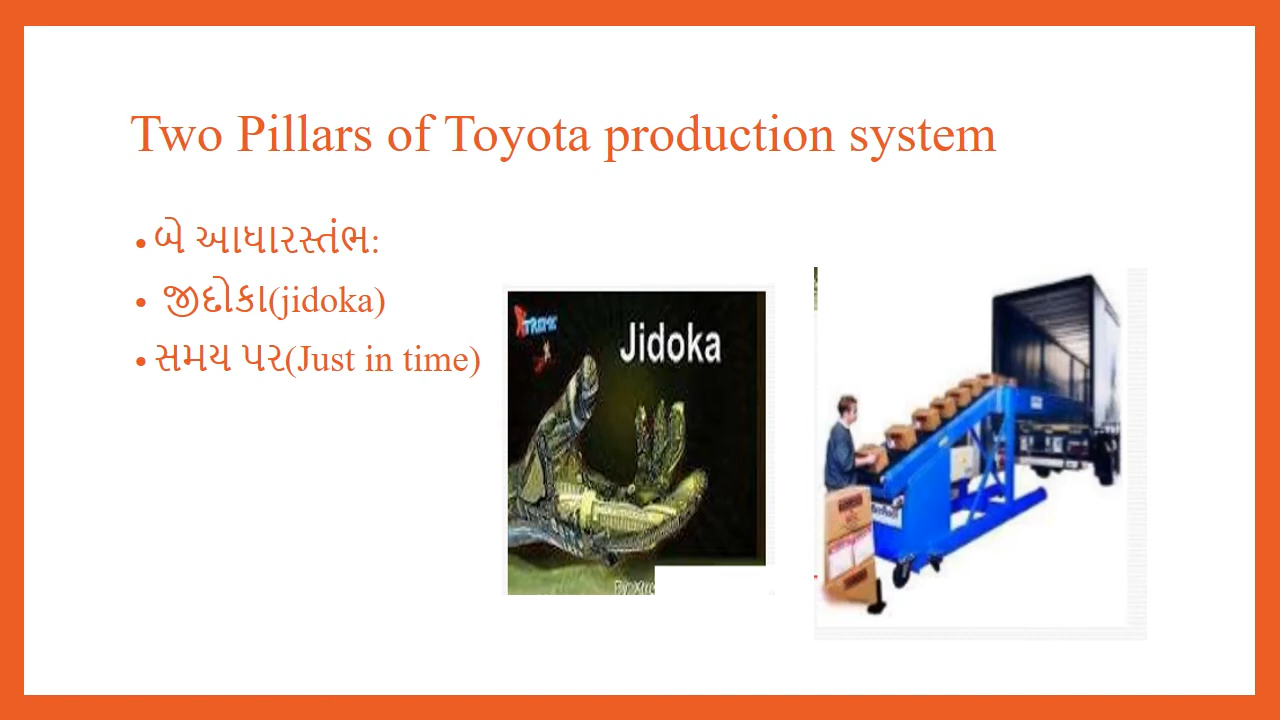 Two Pillars of Toyota production system
• બે આધારસ્તંભ:
• જીદોકા(jidoka)
• સમય પર(Just in time)
Jidoka